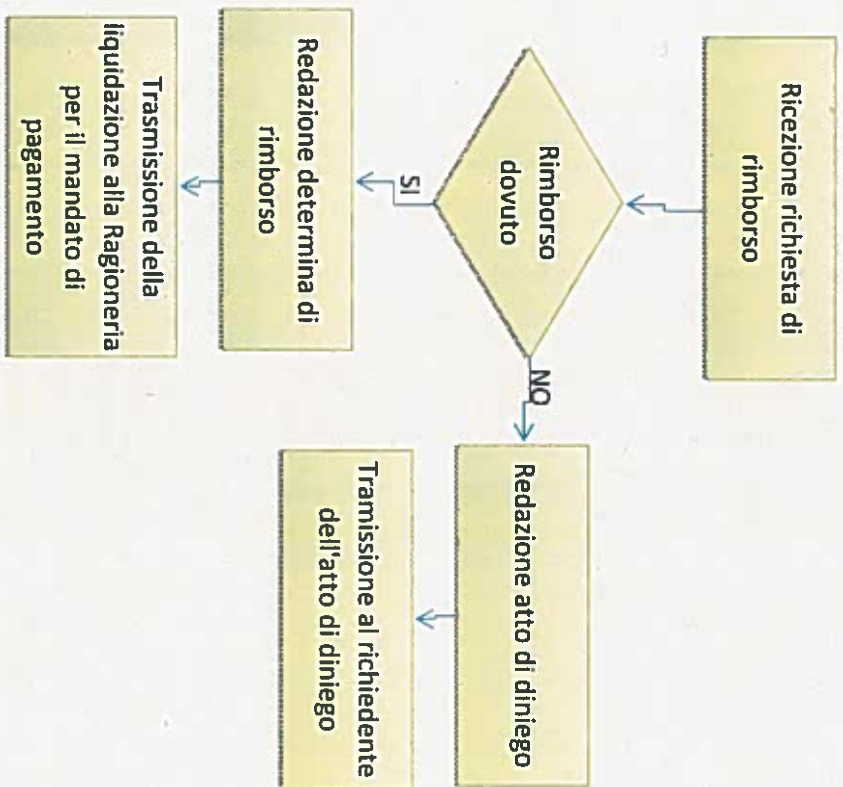 Ricezione richiesta di
rimborso
Rimborso
dovuto
SI
NO
Redazione determina di
rimborso
Redazione atto di diniego
Trasmissione della
liquidazione alla Ragioneria
per il mandato di
pagamento
Tramissione al richiedente
dell'atto di diniego